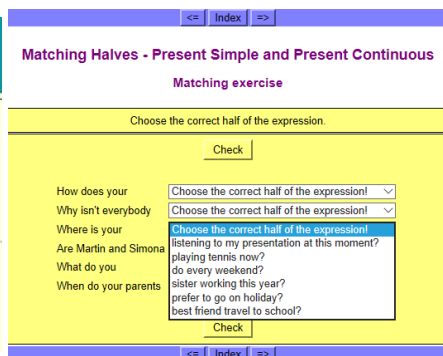 <= Index =>
Matching Halves - Present Simple and Present Continuous
Matching exercise
Choose the correct half of the expression.
Check
How does your Choose the correct half of the expression!
Why isn't everybody Choose the correct half of the expression!
Where is your
Are Martin and Simona
What do you
When do your parents
Choose the correct half of the expression!
listening to my presentation at this moment?
playing tennis now?
do every weekend?
sister working this year?
prefer to go on holiday?
best friend travel to school?
Check
<= Index =>